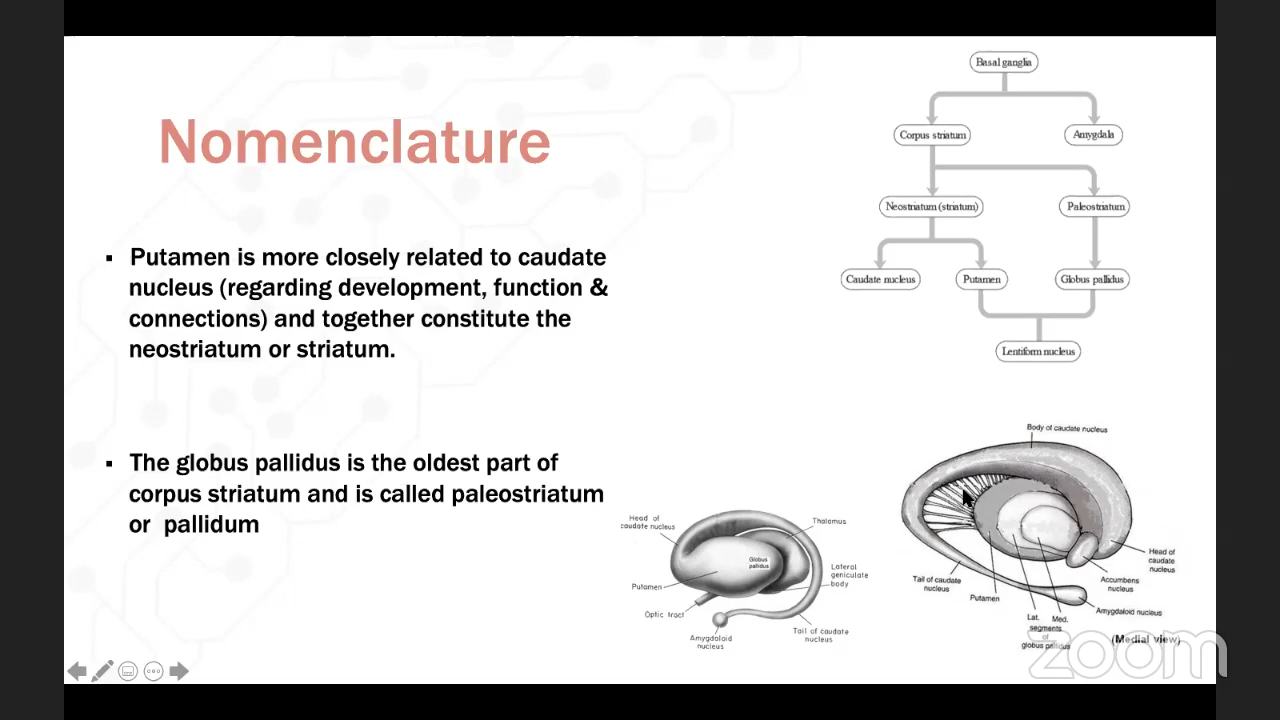 Nomenclature
▪ Putamen is more closely related to caudate
nucleus (regarding development, function &
connections) and together constitute the
neostriatum or striatum.
▪ The globus pallidus is the oldest part of
corpus striatum and is called paleostriatum
or pallidum
Basal ganglia
Corpus striatum
Amygdala
Neostriatum (striatum)
Paleostriatum
Caudate nucleus
Putamen
Globus pallidus
Lentiform nucleus
Head of
caudate nucleus
Thalamus
Globus
pallidus
Lateral
geniculate
body
Putamen
Optic tract
Amygdaloid
nucleus
Tail of caudate
nucleus
Body of caudate nucleus
Head of
caudate
nucleus
Tail of caudate
nucleus
Accumbens
nucleus
Putamen
Amygdaloid nucleus
Lat. Med.
segments
of
globus pallidus
(Medial view)
zoom